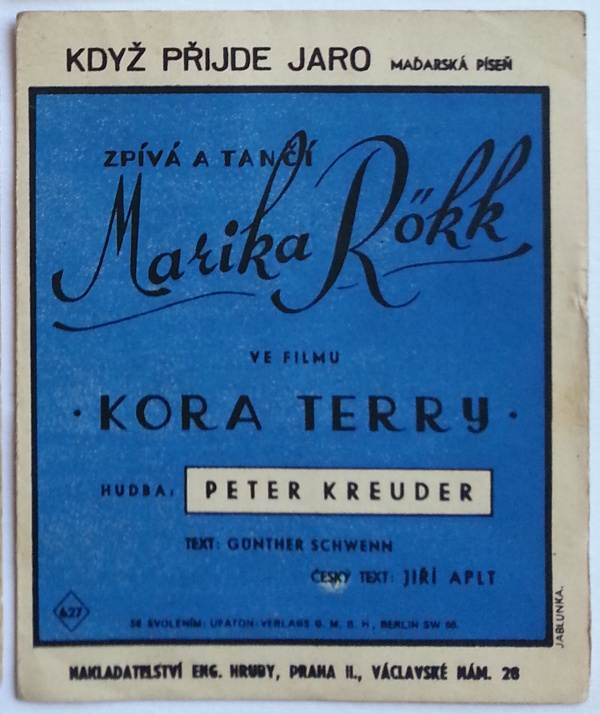 KDYŽ PŘIJDE JARO MAĎARSKÁ PÍSEŇ
ZPÍVÁ A TANČÍ
Marika Rökk
VE FILMU
· KORA TERRY ·
HUDBA: PETER KREUDER
TEXT: GÜNTHER SCHWENN
ČESKÝ TEXT: JIŘÍ APLT
A27
SE SVOLENÍM: UFATON-VERLAGS G. M. B. H., BERLIN SW 68.
JABLUNKA.
NAKLADATELSTVÍ ENG. HRUBY, PRAHA II., VÁCLAVSKÉ NÁM. 28